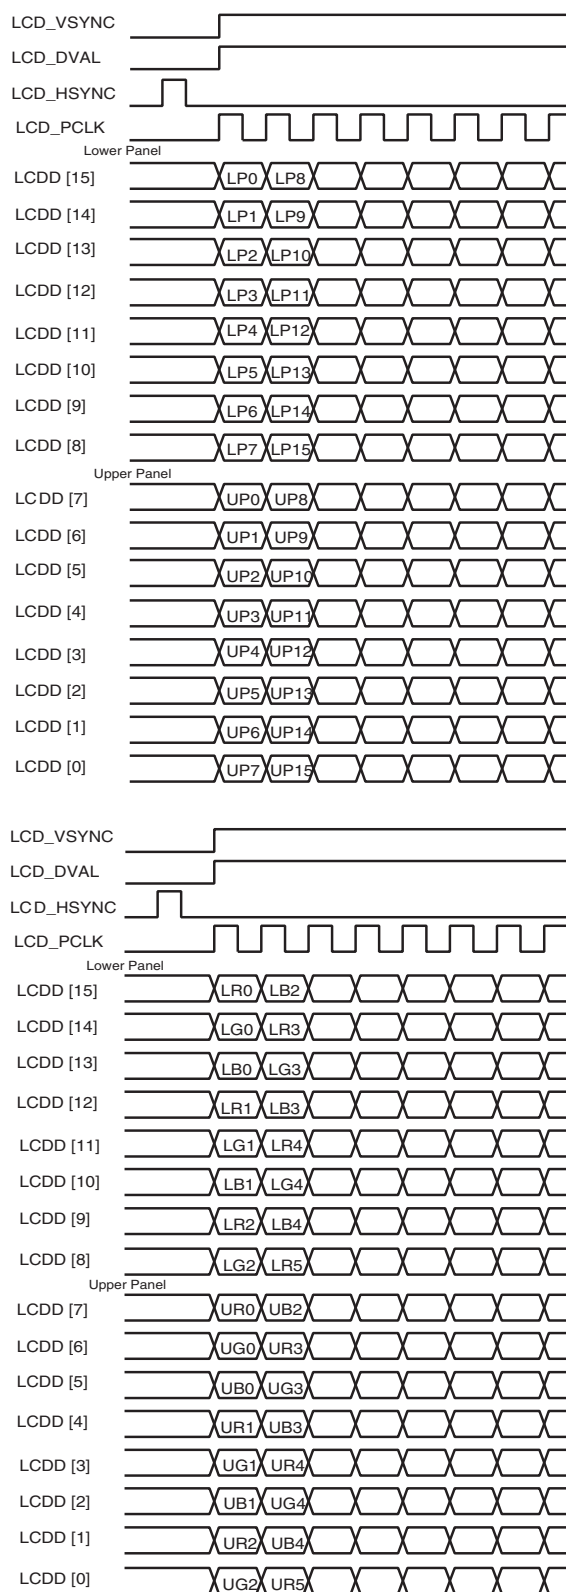 LCD_VSYNC
LCD_DVAL
LCD_HSYNC
LCD_PCLK
Lower Panel
LCDD [15] LP0 LP8
LCDD [14] LP1 LP9
LCDD [13] LP2 LP10
LCDD [12] LP3 LP11
LCDD [11] LP4 LP12
LCDD [10] LP5 LP13
LCDD [9] LP6 LP14
LCDD [8] LP7 LP15
Upper Panel
LCDD [7] UP0 UP8
LCDD [6] UP1 UP9
LCDD [5] UP2 UP10
LCDD [4] UP3 UP11
LCDD [3] UP4 UP12
LCDD [2] UP5 UP13
LCDD [1] UP6 UP14
LCDD [0] UP7 UP15
LCD_VSYNC
LCD_DVAL
LCD_HSYNC
LCD_PCLK
Lower Panel
LCDD [15] LR0 LB2
LCDD [14] LG0 LR3
LCDD [13] LB0 LG3
LCDD [12] LR1 LB3
LCDD [11] LG1 LR4
LCDD [10] LB1 LG4
LCDD [9] LR2 LB4
LCDD [8] LG2 LR5
Upper Panel
LCDD [7] UR0 UB2
LCDD [6] UG0 UR3
LCDD [5] UB0 UG3
LCDD [4] UR1 UB3
LCDD [3] UG1 UR4
LCDD [2] UB1 UG4
LCDD [1] UR2 UB4
LCDD [0] UG2 UR5